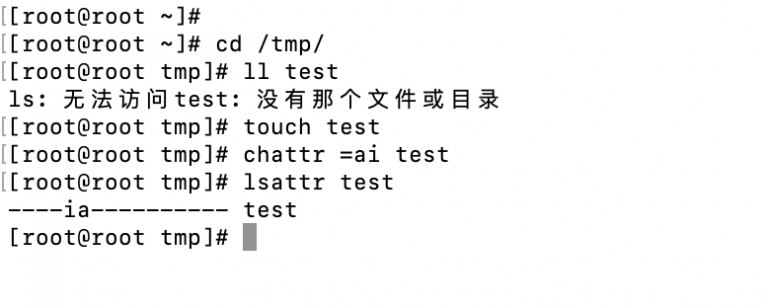 [[root@root ~]#
[[root@root ~]# cd /tmp/
[[root@root tmp]# ll test
ls: 无法访问test: 没有那个文件或目录
[[root@root tmp]# touch test
[[root@root tmp]# chattr =ai test
[[root@root tmp]# lsattr test
----ia---------- test
[root@root tmp]#